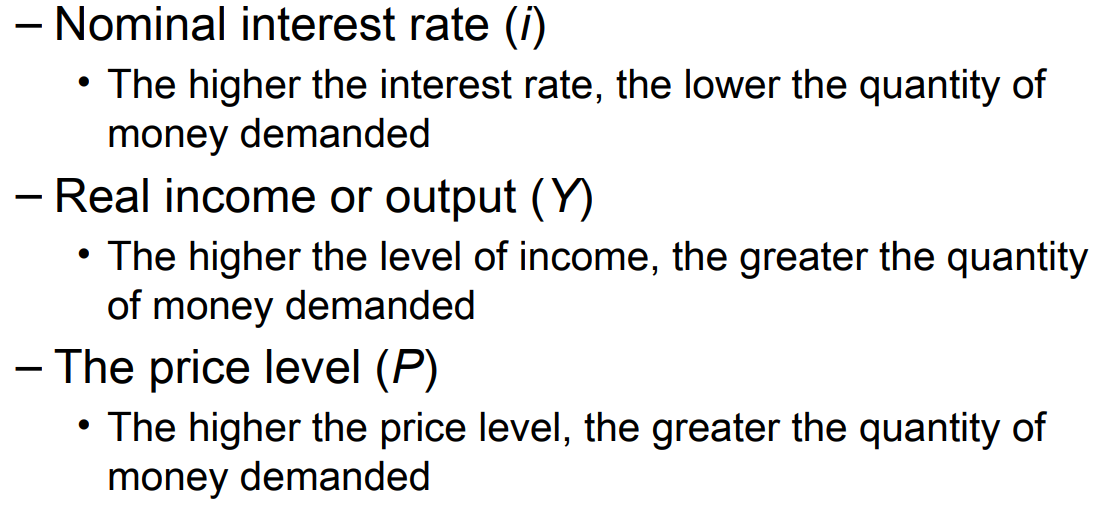 – Nominal interest rate (i)
• The higher the interest rate, the lower the quantity of
money demanded
– Real income or output (Y)
• The higher the level of income, the greater the quantity
of money demanded
– The price level (P)
• The higher the price level, the greater the quantity of
money demanded